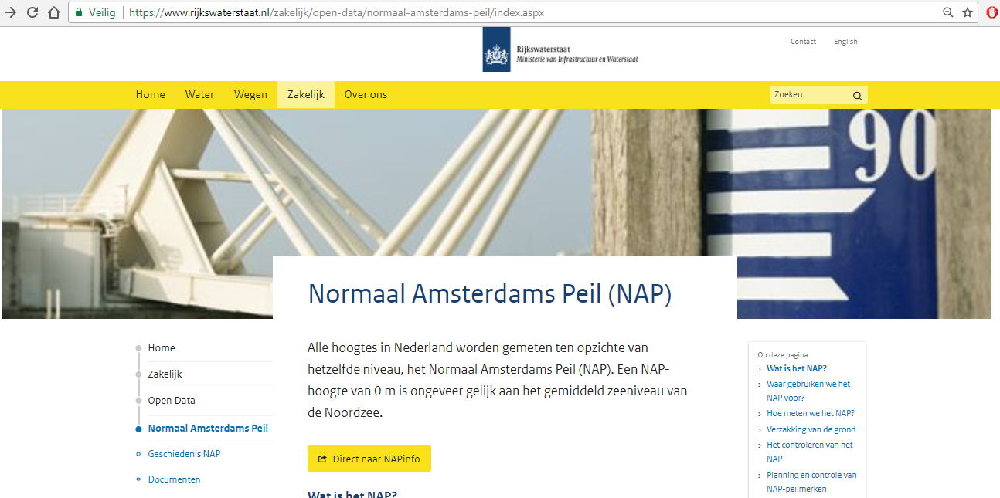 Veilig
https://www.rijkswaterstaat.nl/zakelijk/open-data/normaal-amsterdams-peil/index.aspx
Rijkswaterstaat
Ministerie van Infrastructuur en Waterstaat
Contact English
Home Water Wegen Zakelijk Over ons
Zoeken
90
Normaal Amsterdams Peil (NAP)
Home
Zakelijk
Open Data
Normaal Amsterdams Peil
Geschiedenis NAP
Documenten
Alle hoogtes in Nederland worden gemeten ten opzichte van
hetzelfde niveau, het Normaal Amsterdams Peil (NAP). Een NAP-
hoogte van 0 m is ongeveer gelijk aan het gemiddeld zeeniveau van
de Noordzee.
Direct naar NAPinfo
Wat is het NAP?
Op deze pagina
Wat is het NAP?
Waar gebruiken we het
NAP voor?
Hoe meten we het NAP?
Verzakking van de grond
Het controleren van het
NAP
Planning en controle van
NAP-peilmerken